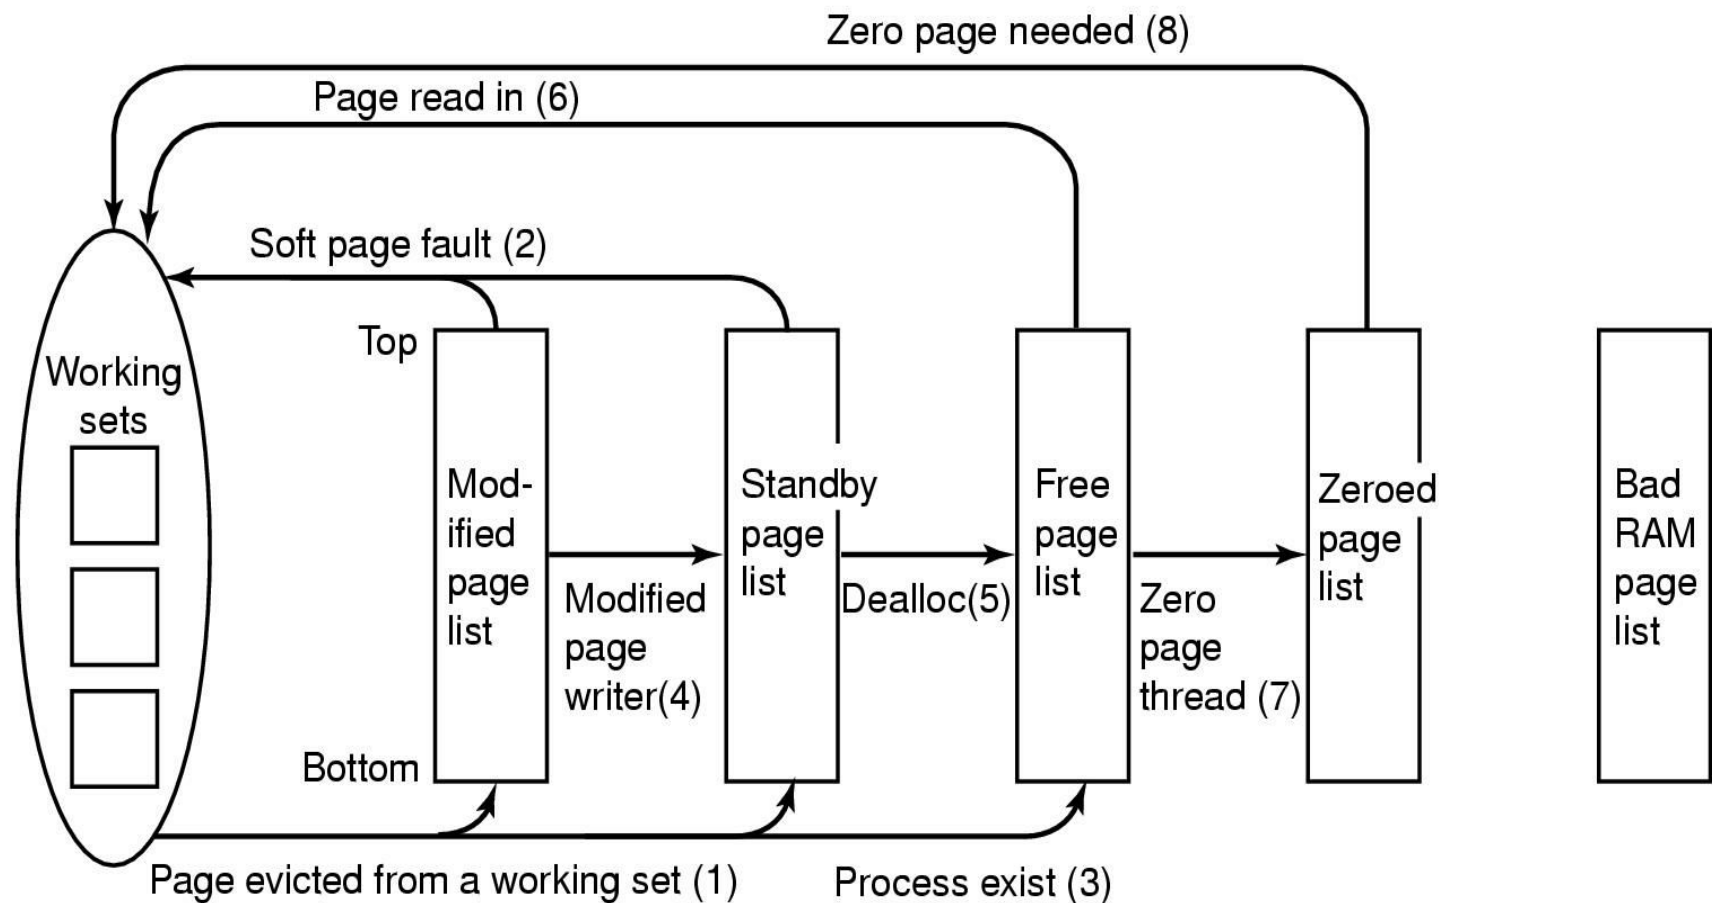 Zero page needed (8)
Page read in (6)
Soft page fault (2)
Top
Working
sets
Mod-
ified
page
list
Modified
page
writer(4)
Standby
page
list
Dealloc(5)
Free
page
list
Zero
page
thread (7)
Zeroed
page
list
Bad
RAM
page
list
Bottom
Page evicted from a working set (1)
Process exist (3)